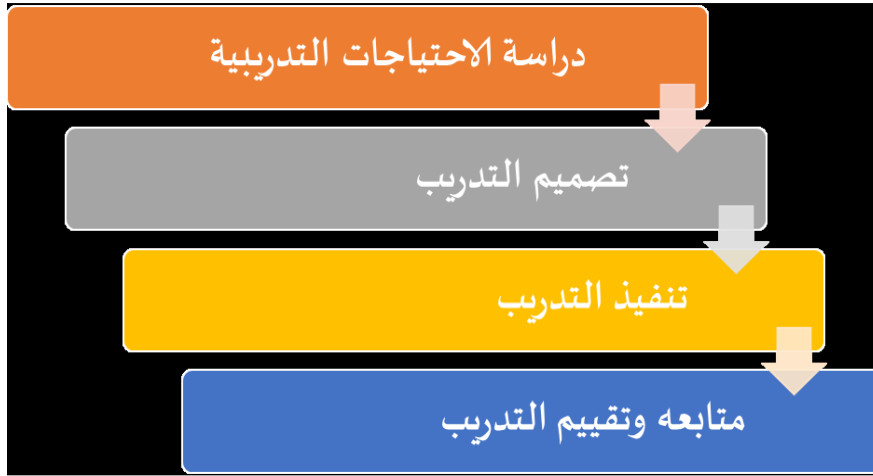 دراسة الاحتياجات التدريبية
تصميم التدريب
تنفيذ التدريب
متابعه وتقييم التدريب